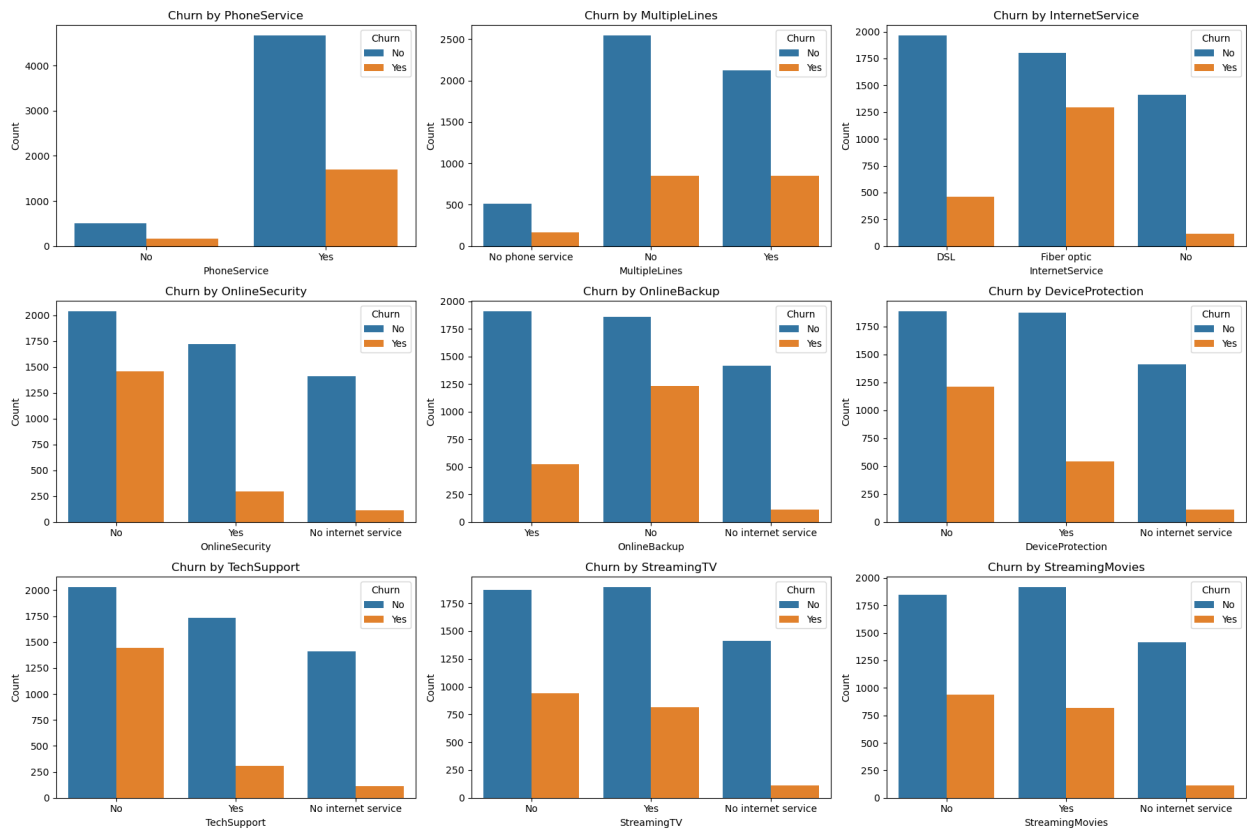 Churn by PhoneService
Churn
No
Yes
Count
4000
2000
0
No Yes
PhoneService
Churn by MultipleLines
Churn
No
Yes
Count
2500
2000
1500
1000
500
0
No phone service No Yes
MultipleLines
Churn by InternetService
Churn
No
Yes
Count
2000
1750
1500
1250
1000
750
500
250
0
DSL Fiber optic No
InternetService
Churn by OnlineSecurity
Churn
No
Yes
Count
2000
1750
1500
1250
1000
750
500
250
0
No Yes No internet service
OnlineSecurity
Churn by OnlineBackup
Churn
No
Yes
Count
2000
1750
1500
1250
1000
750
500
250
0
Yes No No internet service
OnlineBackup
Churn by DeviceProtection
Churn
No
Yes
Count
1750
1500
1250
1000
750
500
250
0
No Yes No internet service
DeviceProtection
Churn by TechSupport
Churn
No
Yes
Count
2000
1750
1500
1250
1000
750
500
250
0
No Yes No internet service
TechSupport
Churn by StreamingTV
Churn
No
Yes
Count
1750
1500
1250
1000
750
500
250
0
No Yes No internet service
StreamingTV
Churn by StreamingMovies
Churn
No
Yes
Count
2000
1750
1500
1250
1000
750
500
250
0
No Yes No internet service
StreamingMovies